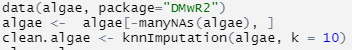 data(algae, package="DMwR2")
algae <-  algae[-manyNAs(algae), ]
clean.algae <- knnImputation(algae, k = 10)